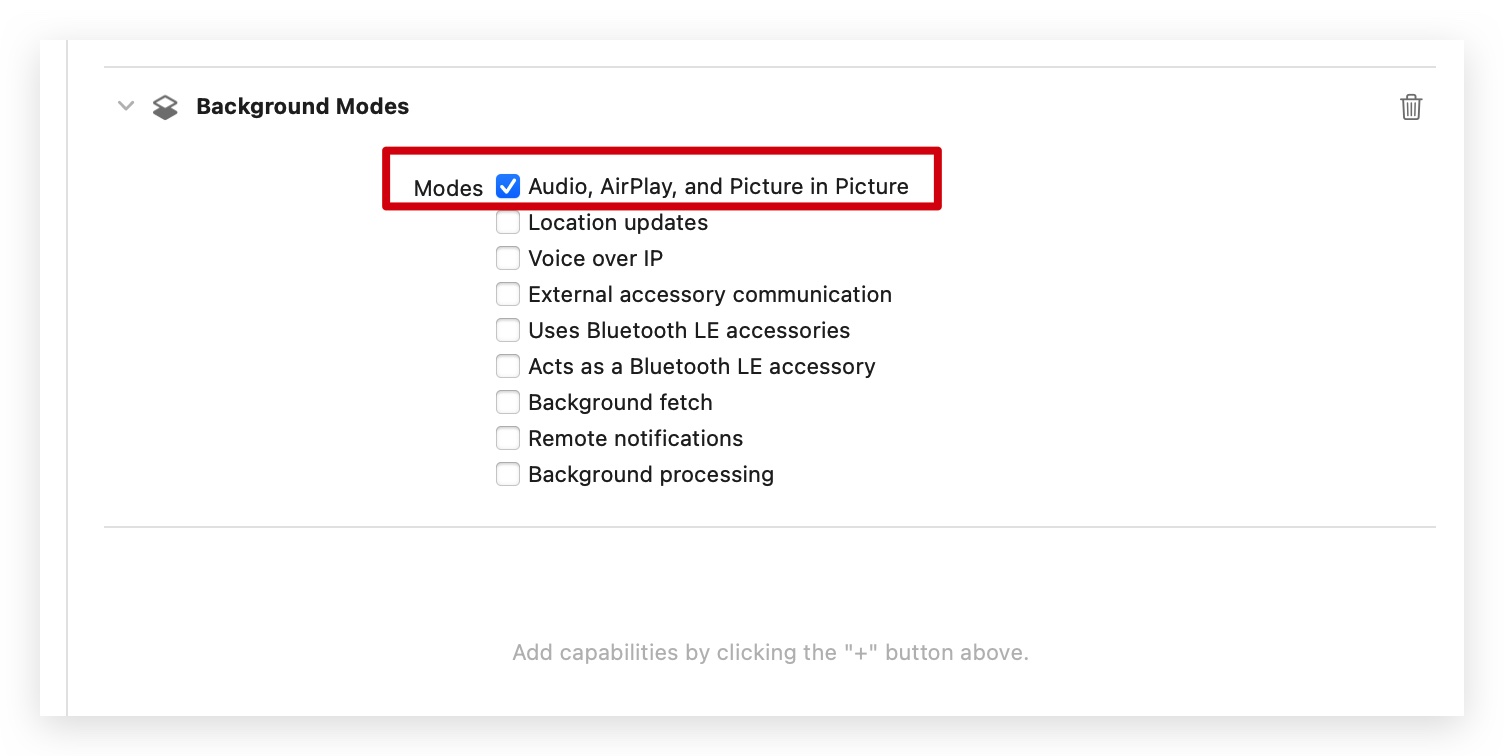 Background Modes
Modes Audio, AirPlay, and Picture in Picture
Location updates
Voice over IP
External accessory communication
Uses Bluetooth LE accessories
Acts as a Bluetooth LE accessory
Background fetch
Remote notifications
Background processing
Add capabilities by clicking the "+" button above.